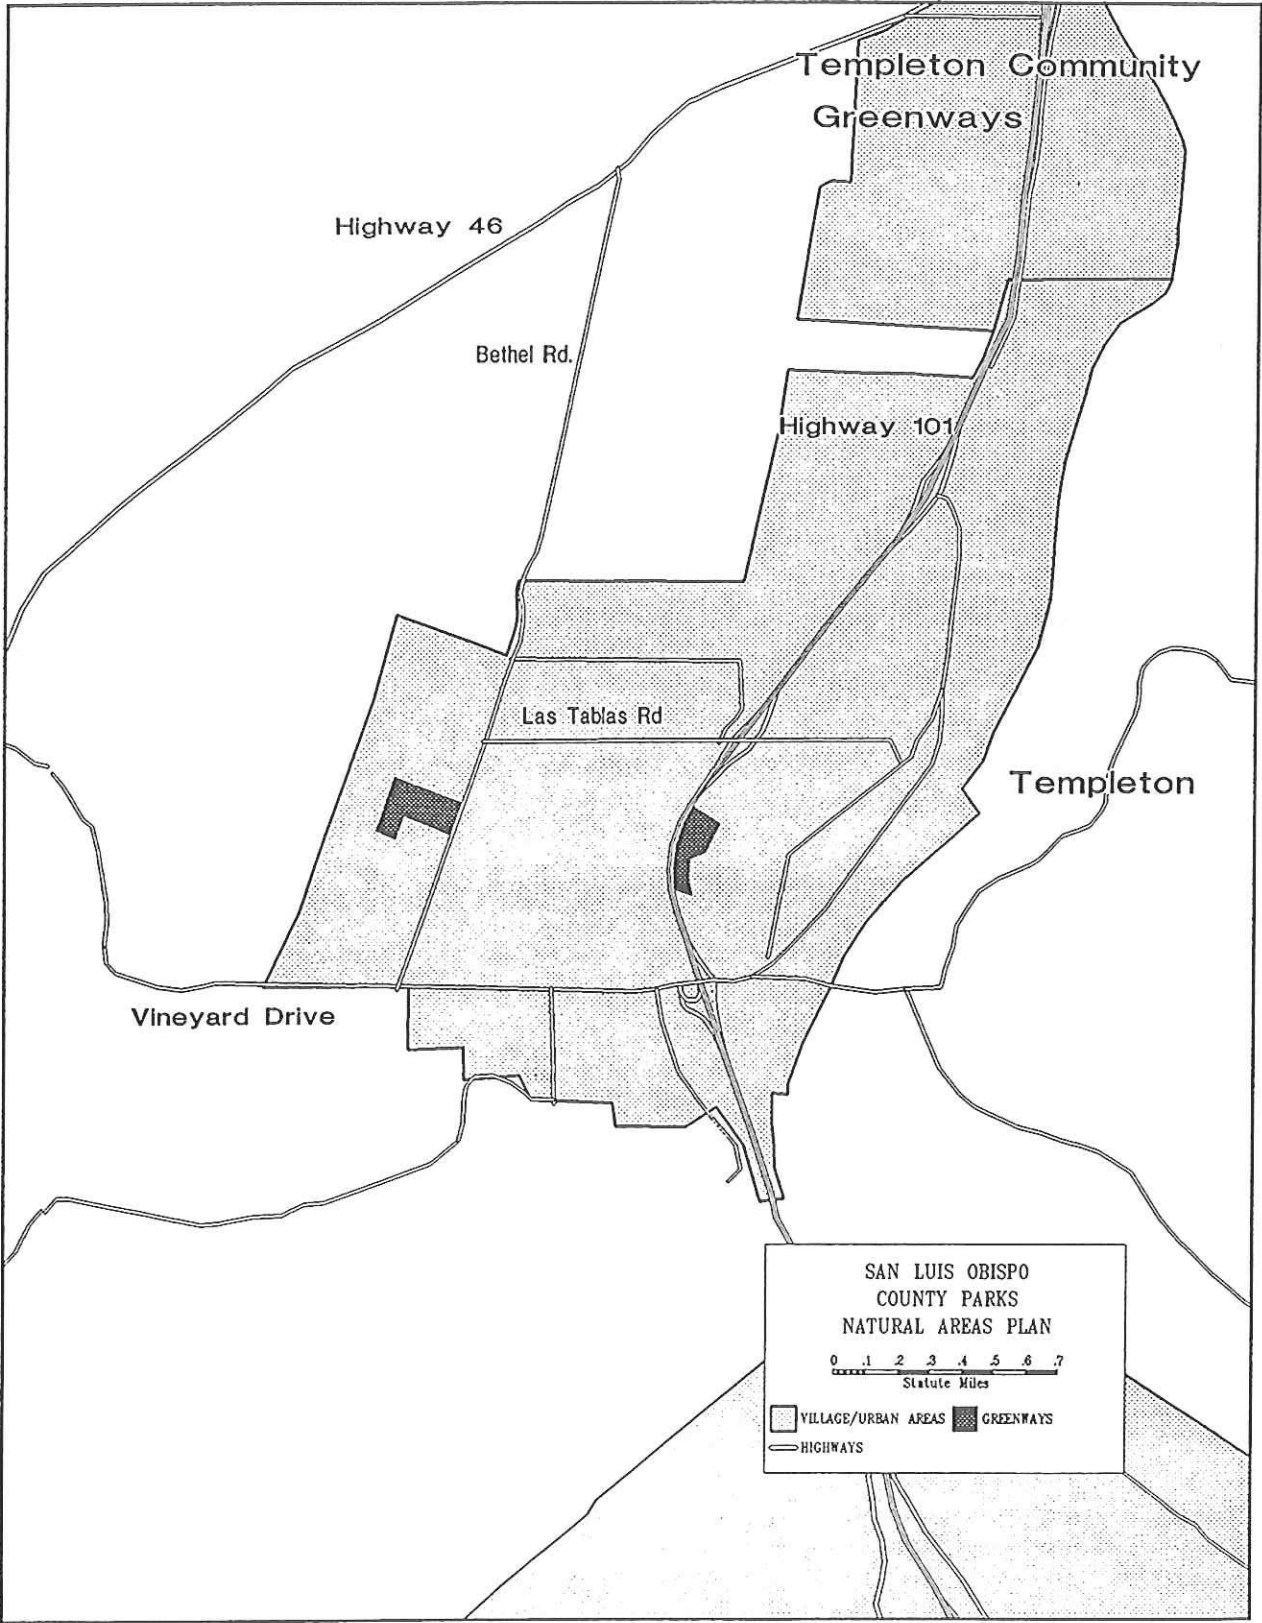 Templeton Community
Greenways
Highway 46
Bethel Rd.
Highway 101
Las Tablas Rd
Templeton
Vineyard Drive
SAN LUIS OBISPO
COUNTY PARKS
NATURAL AREAS PLAN
0 .1 .2 .3 .4 .5 .6 .7
Statute Miles
VILLAGE/URBAN AREAS GREENWAYS
HIGHWAYS